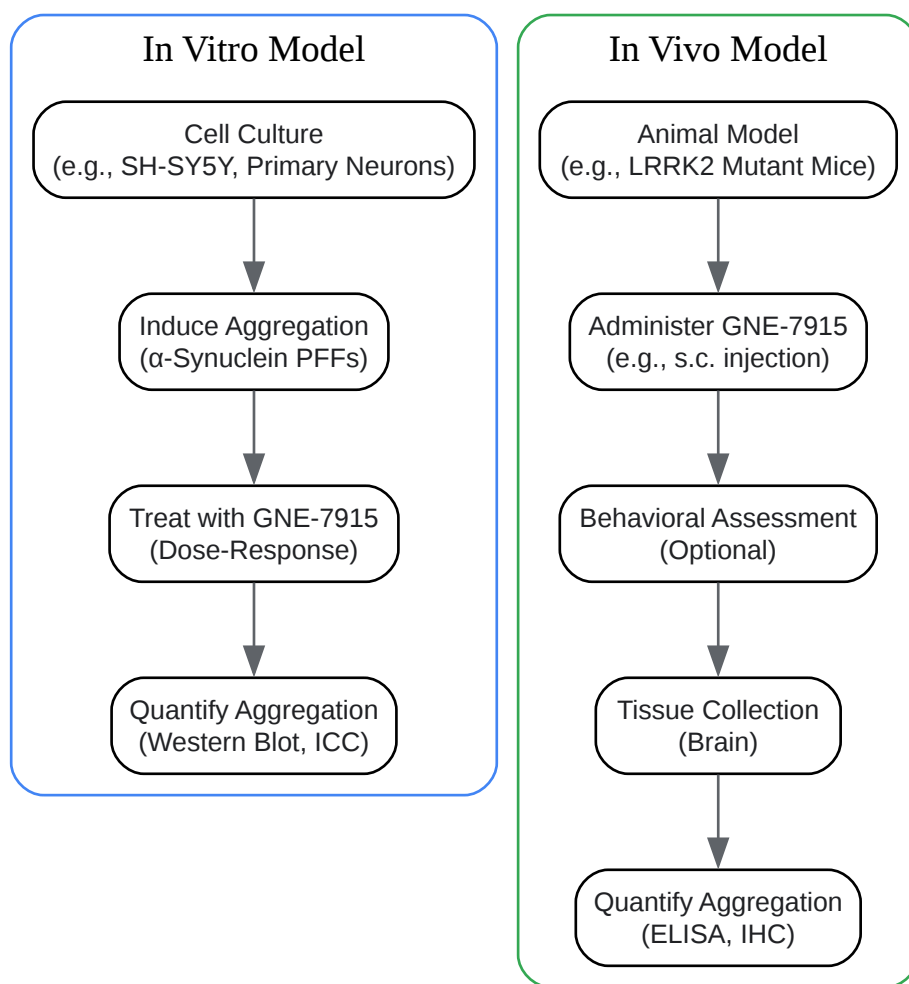 In Vitro Model
Cell Culture
(e.g., SH-SY5Y, Primary Neurons)
Induce Aggregation
(α-Synuclein PFFs)
Treat with GNE-7915
(Dose-Response)
Quantify Aggregation
(Western Blot, ICC)
In Vivo Model
Animal Model
(e.g., LRRK2 Mutant Mice)
Administer GNE-7915
(e.g., s.c. injection)
Behavioral Assessment
(Optional)
Tissue Collection
(Brain)
Quantify Aggregation
(ELISA, IHC)